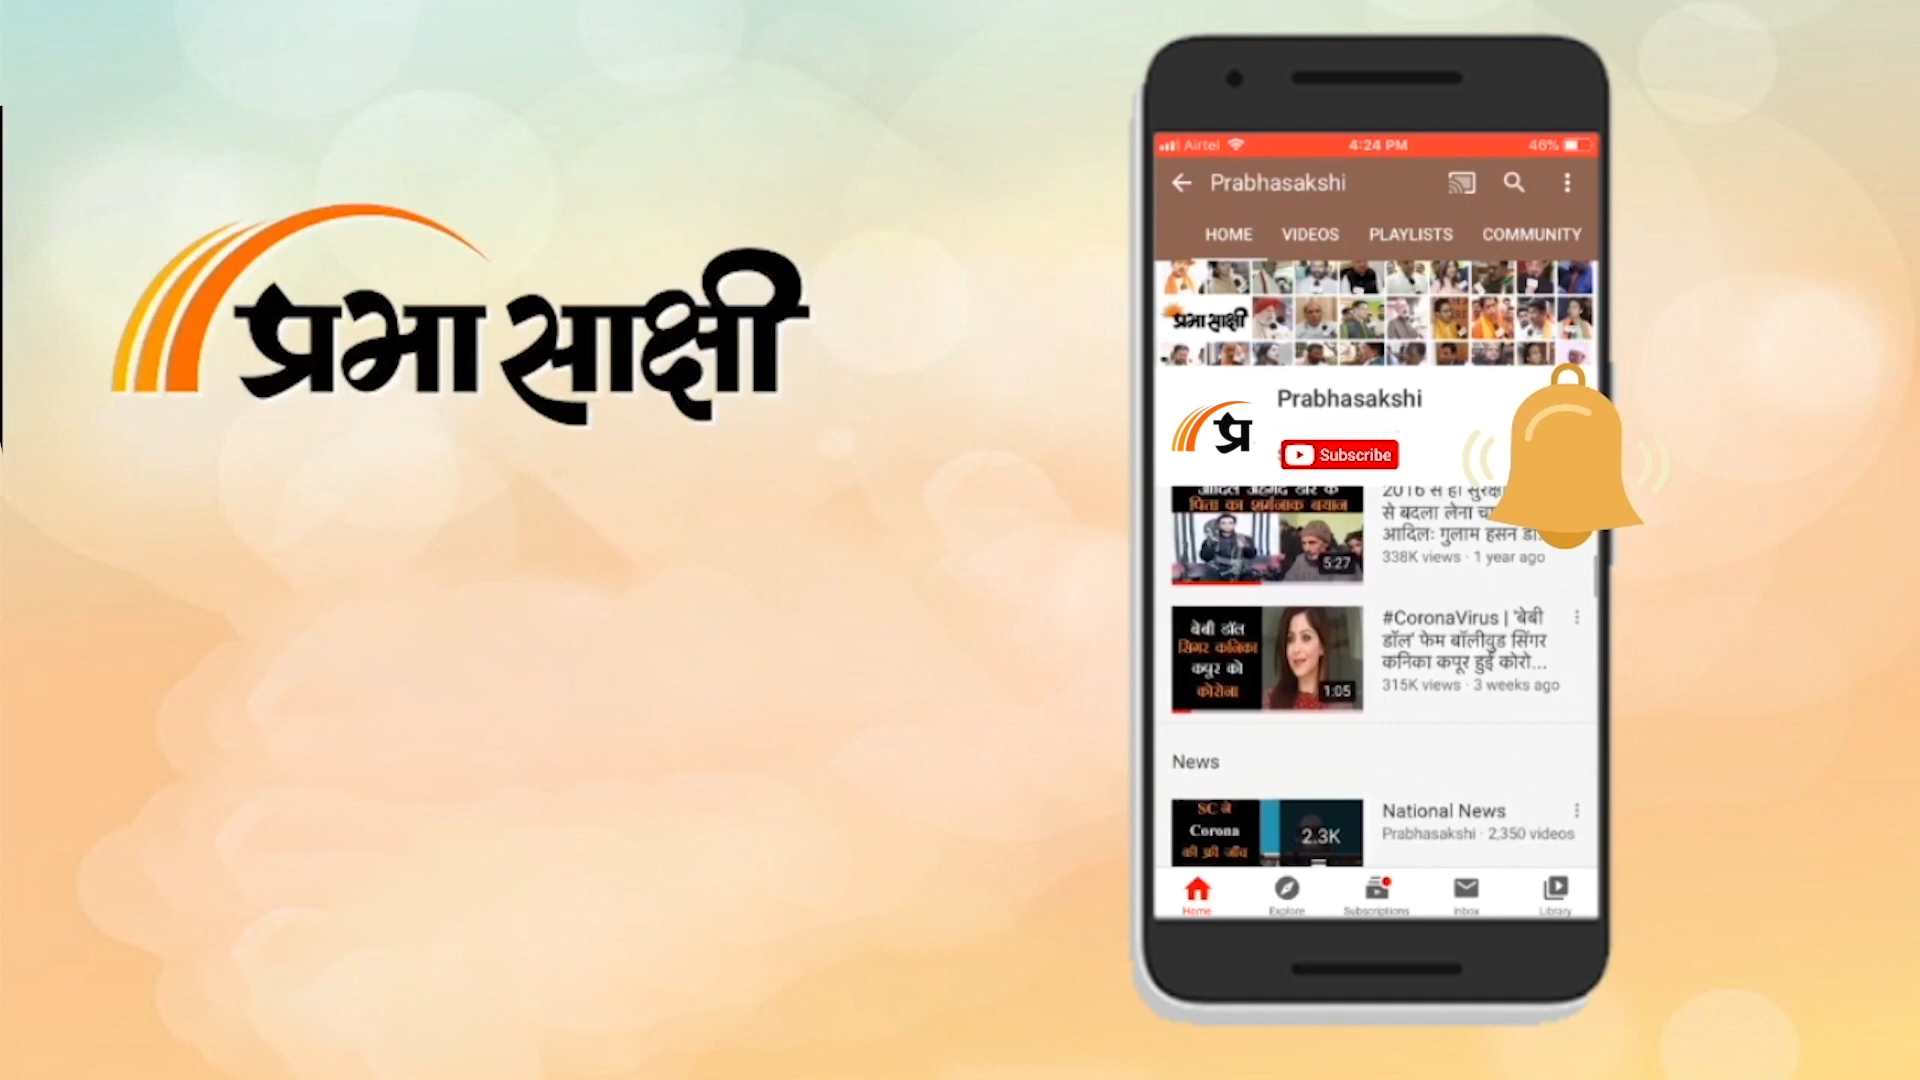 प्रभासाक्षी
Airtel 4:24 PM 46%
Prabhasakshi
HOME VIDEOS PLAYLISTS COMMUNITY
प्रभासाक्षी
Prabhasakshi
प्र
Subscribe
पिता का शर्मनाक बयान
5:27
2016 से ही सुरक्षा
से बदला लेना
आदिलः गुलाम हसन
338K views · 1 year ago
बेबी डॉल
सिंगर कनिका
कपूर को
कोरोना
1:05
#CoronaVirus | 'बेबी
डॉल' फेम बॉलीवुड सिंगर
कनिका कपूर हुई कोरो...
315K views · 3 weeks ago
News
SC ने
Corona
की फ्री जाँच
2.3K
National News
Prabhasakshi · 2,350 videos
Home Explore Subscriptions Inbox Library